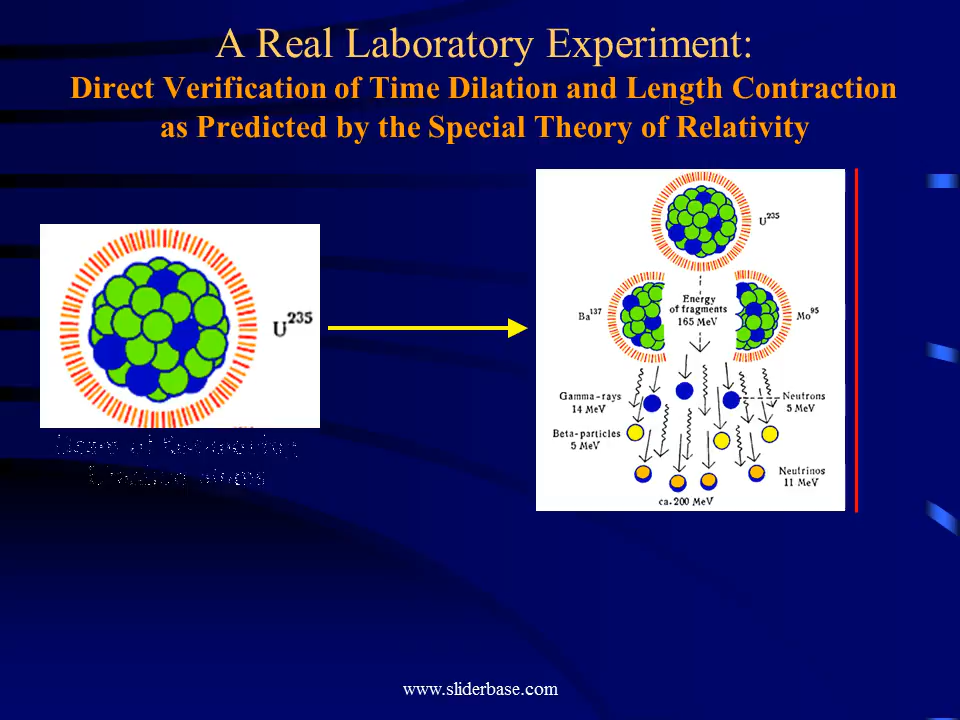 A Real Laboratory Experiment:
Direct Verification of Time Dilation and Length Contraction
as Predicted by the Special Theory of Relativity
U235
U235
Ba137
Energy
of fragments
165 MeV
Mo95
Gamma-rays
14 MeV
Neutrons
5 MeV
Beta-particles
5 MeV
Neutrinos
11 MeV
ca. 200 MeV
www.sliderbase.com